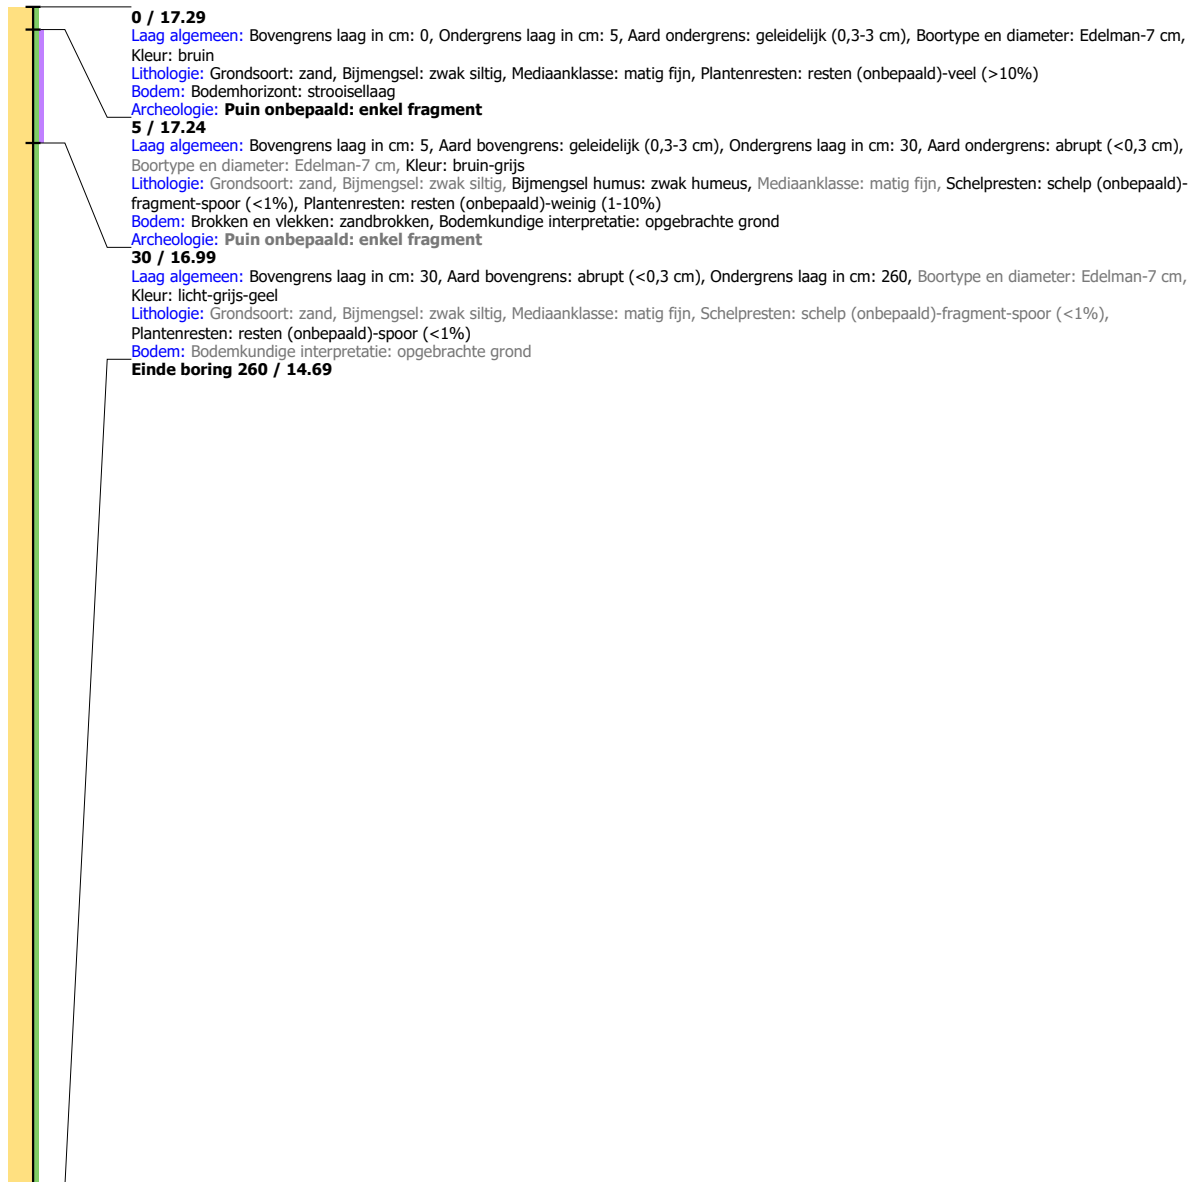 0 / 17.29
Laag algemeen: Bovengrens laag in cm: 0, Ondergrens laag in cm: 5, Aard ondergrens: geleidelijk (0,3-3 cm), Boortype en diameter: Edelman-7 cm,
Kleur: bruin
Lithologie: Grondsoort: zand, Bijmengsel: zwak siltig, Mediaanklasse: matig fijn, Plantenresten: resten (onbepaald)-veel (>10%)
Bodem: Bodemhorizont: strooisellaag
Archeologie: Puin onbepaald: enkel fragment
5 / 17.24
Laag algemeen: Bovengrens laag in cm: 5, Aard bovengrens: geleidelijk (0,3-3 cm), Ondergrens laag in cm: 30, Aard ondergrens: abrupt (<0,3 cm),
Boortype en diameter: Edelman-7 cm, Kleur: bruin-grijs
Lithologie: Grondsoort: zand, Bijmengsel: zwak siltig, Bijmengsel humus: zwak humeus, Mediaanklasse: matig fijn, Schelpresten: schelp (onbepaald)-
fragment-spoor (<1%), Plantenresten: resten (onbepaald)-weinig (1-10%)
Bodem: Brokken en vlekken: zandbrokken, Bodemkundige interpretatie: opgebrachte grond
Archeologie: Puin onbepaald: enkel fragment
30 / 16.99
Laag algemeen: Bovengrens laag in cm: 30, Aard bovengrens: abrupt (<0,3 cm), Ondergrens laag in cm: 260, Boortype en diameter: Edelman-7 cm,
Kleur: licht-grijs-geel
Lithologie: Grondsoort: zand, Bijmengsel: zwak siltig, Mediaanklasse: matig fijn, Schelpresten: schelp (onbepaald)-fragment-spoor (<1%),
Plantenresten: resten (onbepaald)-spoor (<1%)
Bodem: Bodemkundige interpretatie: opgebrachte grond
Einde boring 260 / 14.69